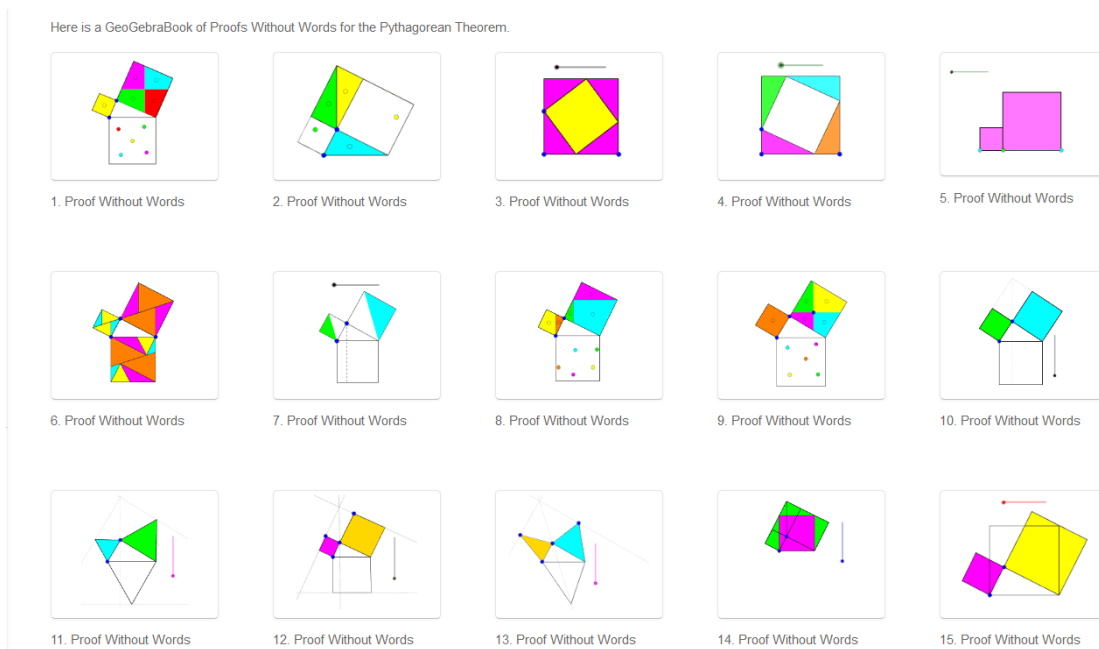 Here is a GeoGebraBook of Proofs Without Words for the Pythagorean Theorem.
1. Proof Without Words
2. Proof Without Words
3. Proof Without Words
4. Proof Without Words
5. Proof Without Words
6. Proof Without Words
7. Proof Without Words
8. Proof Without Words
9. Proof Without Words
10. Proof Without Words
11. Proof Without Words
12. Proof Without Words
13. Proof Without Words
14. Proof Without Words
15. Proof Without Words